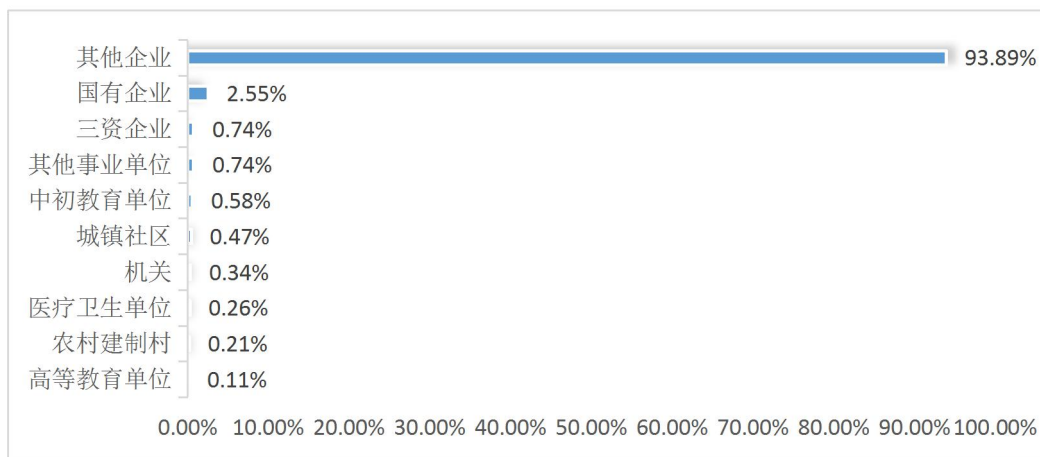 其他企业 93.89%
国有企业 2.55%
三资企业 0.74%
其他事业单位 0.74%
中初教育单位 0.58%
城镇社区 0.47%
机关 0.34%
医疗卫生单位 0.26%
农村建制村 0.21%
高等教育单位 0.11%
0.00% 10.00% 20.00% 30.00% 40.00% 50.00% 60.00% 70.00% 80.00% 90.00% 100.00%